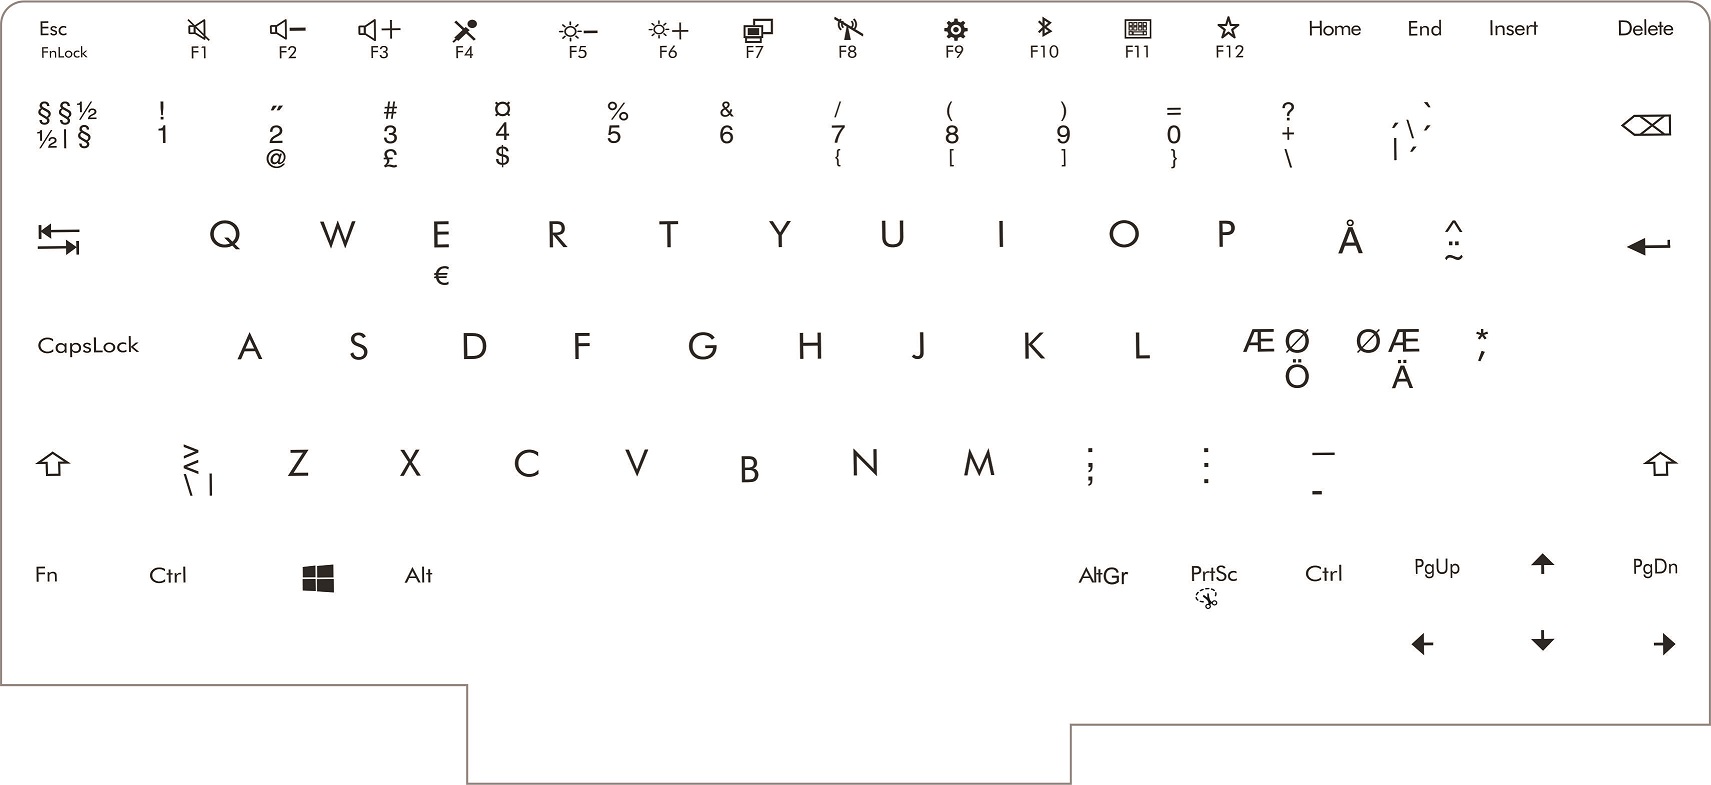 Esc Home End Insert Delete
FnLock F1 F2 F3 F4 F5 F6 F7 F8 F9 F10 F11 F12
§ § ½ ! ″ # ¤ % & / ( ) = ? `
½ | § 1 2 3 4 5 6 7 8 9 0 + ´ \ ´
@ £ $ { [ ] } \ | ´
Q W E R T Y U I O P Å ^ ¨ ~
€
CapsLock A S D F G H J K L Æ Ø Ø Æ *
Ö Ä '
> Z X C V B N M ; : —
< , . -
\ |
Fn Ctrl Alt AltGr PrtSc Ctrl PgUp PgDn